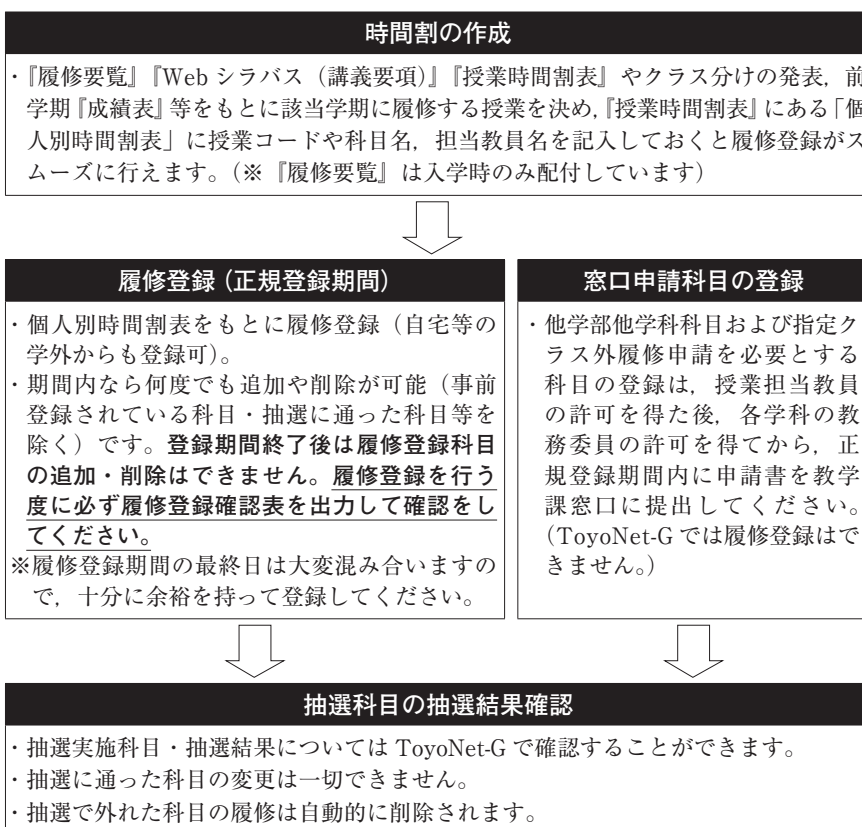 時間割の作成
・『履修要覧』『Web シラバス（講義要項）』『授業時間割表』やクラス分けの発表，前
学期『成績表』等をもとに該当学期に履修する授業を決め，『授業時間割表』にある「個
人別時間割表」に授業コードや科目名，担当教員名を記入しておくと履修登録がス
ムーズに行えます。（※『履修要覧』は入学時のみ配付しています）
履修登録（正規登録期間）
・個人別時間割表をもとに履修登録（自宅等の
学外からも登録可）。
・期間内なら何度でも追加や削除が可能（事前
登録されている科目・抽選に通った科目等を
除く）です。登録期間終了後は履修登録科目
の追加・削除はできません。履修登録を行う
度に必ず履修登録確認表を出力して確認をし
てください。
※履修登録期間の最終日は大変混み合いますの
で，十分に余裕を持って登録してください。
窓口申請科目の登録
・他学部他学科科目および指定ク
ラス外履修申請を必要とする
科目の登録は，授業担当教員
の許可を得た後，各学科の教
務委員の許可を得てから，正
規登録期間内に申請書を教学
課窓口に提出してください。
（ToyoNet-G では履修登録はで
きません。）
抽選科目の抽選結果確認
・抽選実施科目・抽選結果については ToyoNet-G で確認することができます。
・抽選に通った科目の変更は一切できません。
・抽選で外れた科目の履修は自動的に削除されます。